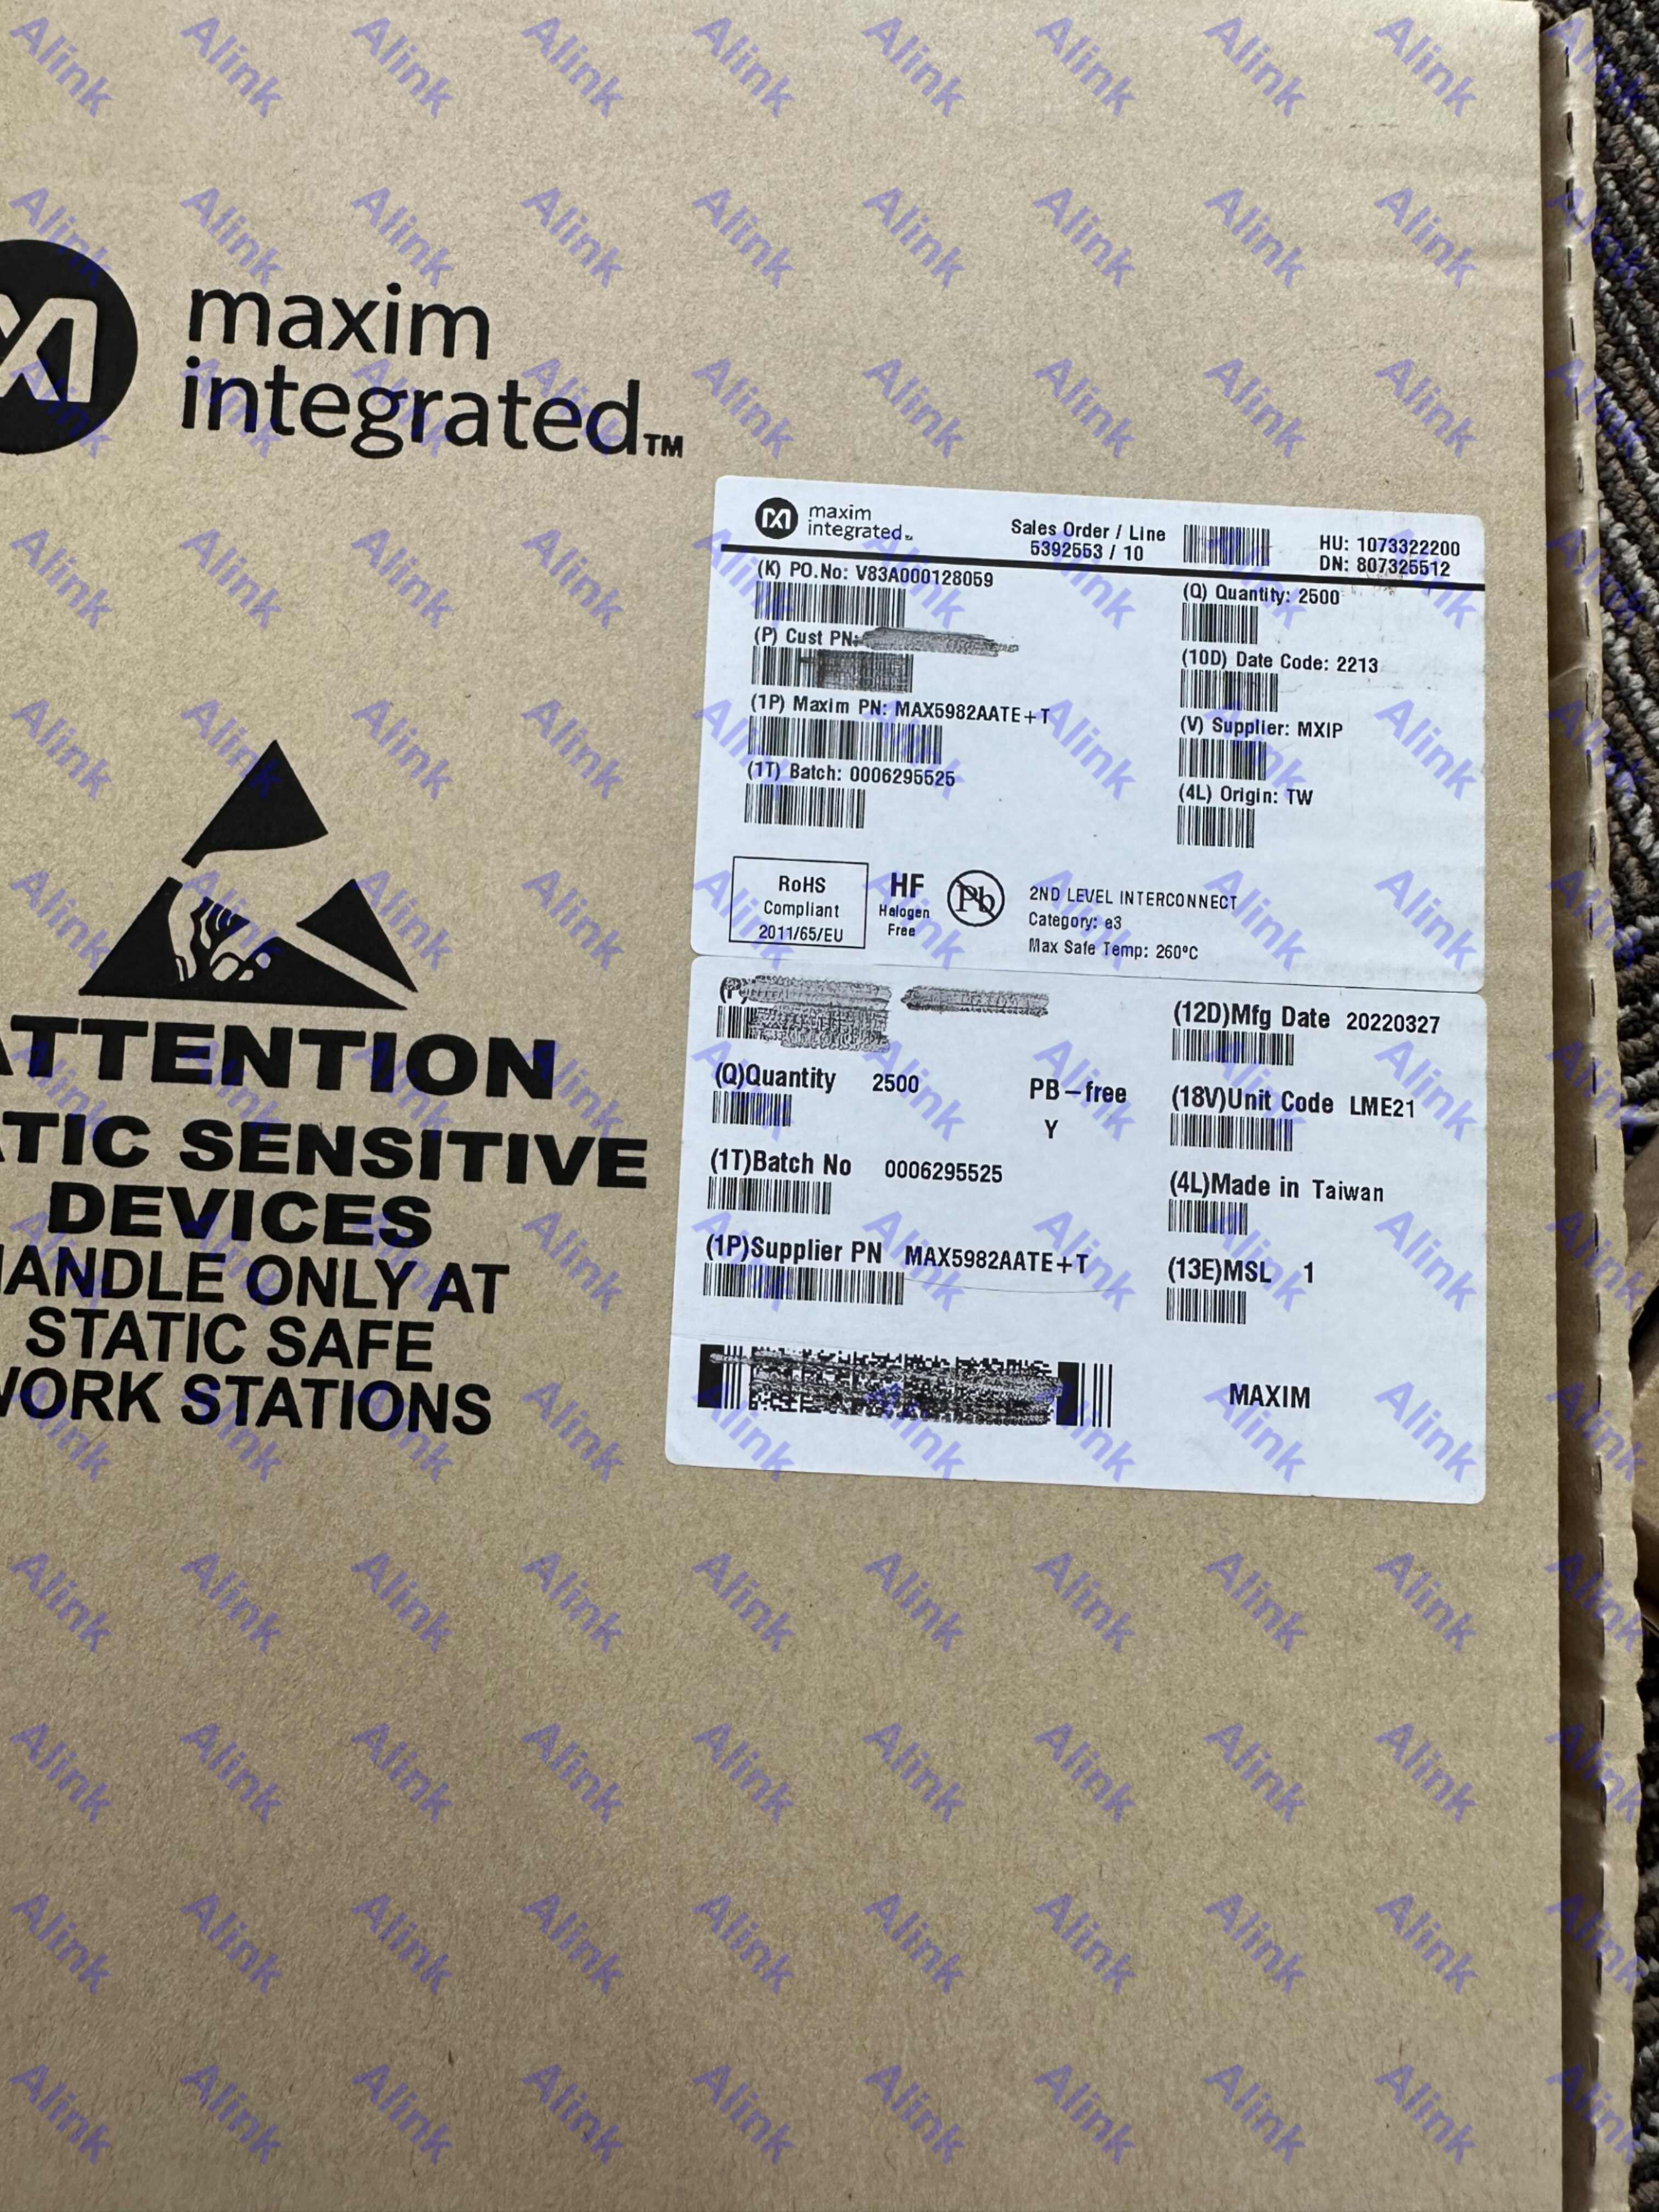 maxim
integrated™
maxim
integrated™
Sales Order / Line
5392553 / 10
HU: 1073322200
DN: 807325512
(K) PO.No: V83A000128059
(Q) Quantity: 2500
(P) Cust PN:
(10D) Date Code: 2213
(1P) Maxim PN: MAX5982AATE+T
(V) Supplier: MXIP
(1T) Batch: 0006295525
(4L) Origin: TW
RoHS
Compliant
2011/65/EU
HF
Halogen
Free
Pb
2ND LEVEL INTERCONNECT
Category: e3
Max Safe Temp: 260ºC
(12D)Mfg Date 20220327
(Q)Quantity 2500
PB-free
Y
(18V)Unit Code LME21
(1T)Batch No 0006295525
(4L)Made in Taiwan
(1P)Supplier PN MAX5982AATE+T
(13E)MSL 1
MAXIM
ATTENTION
ATIC SENSITIVE
DEVICES
HANDLE ONLY AT
STATIC SAFE
WORK STATIONS
Alink